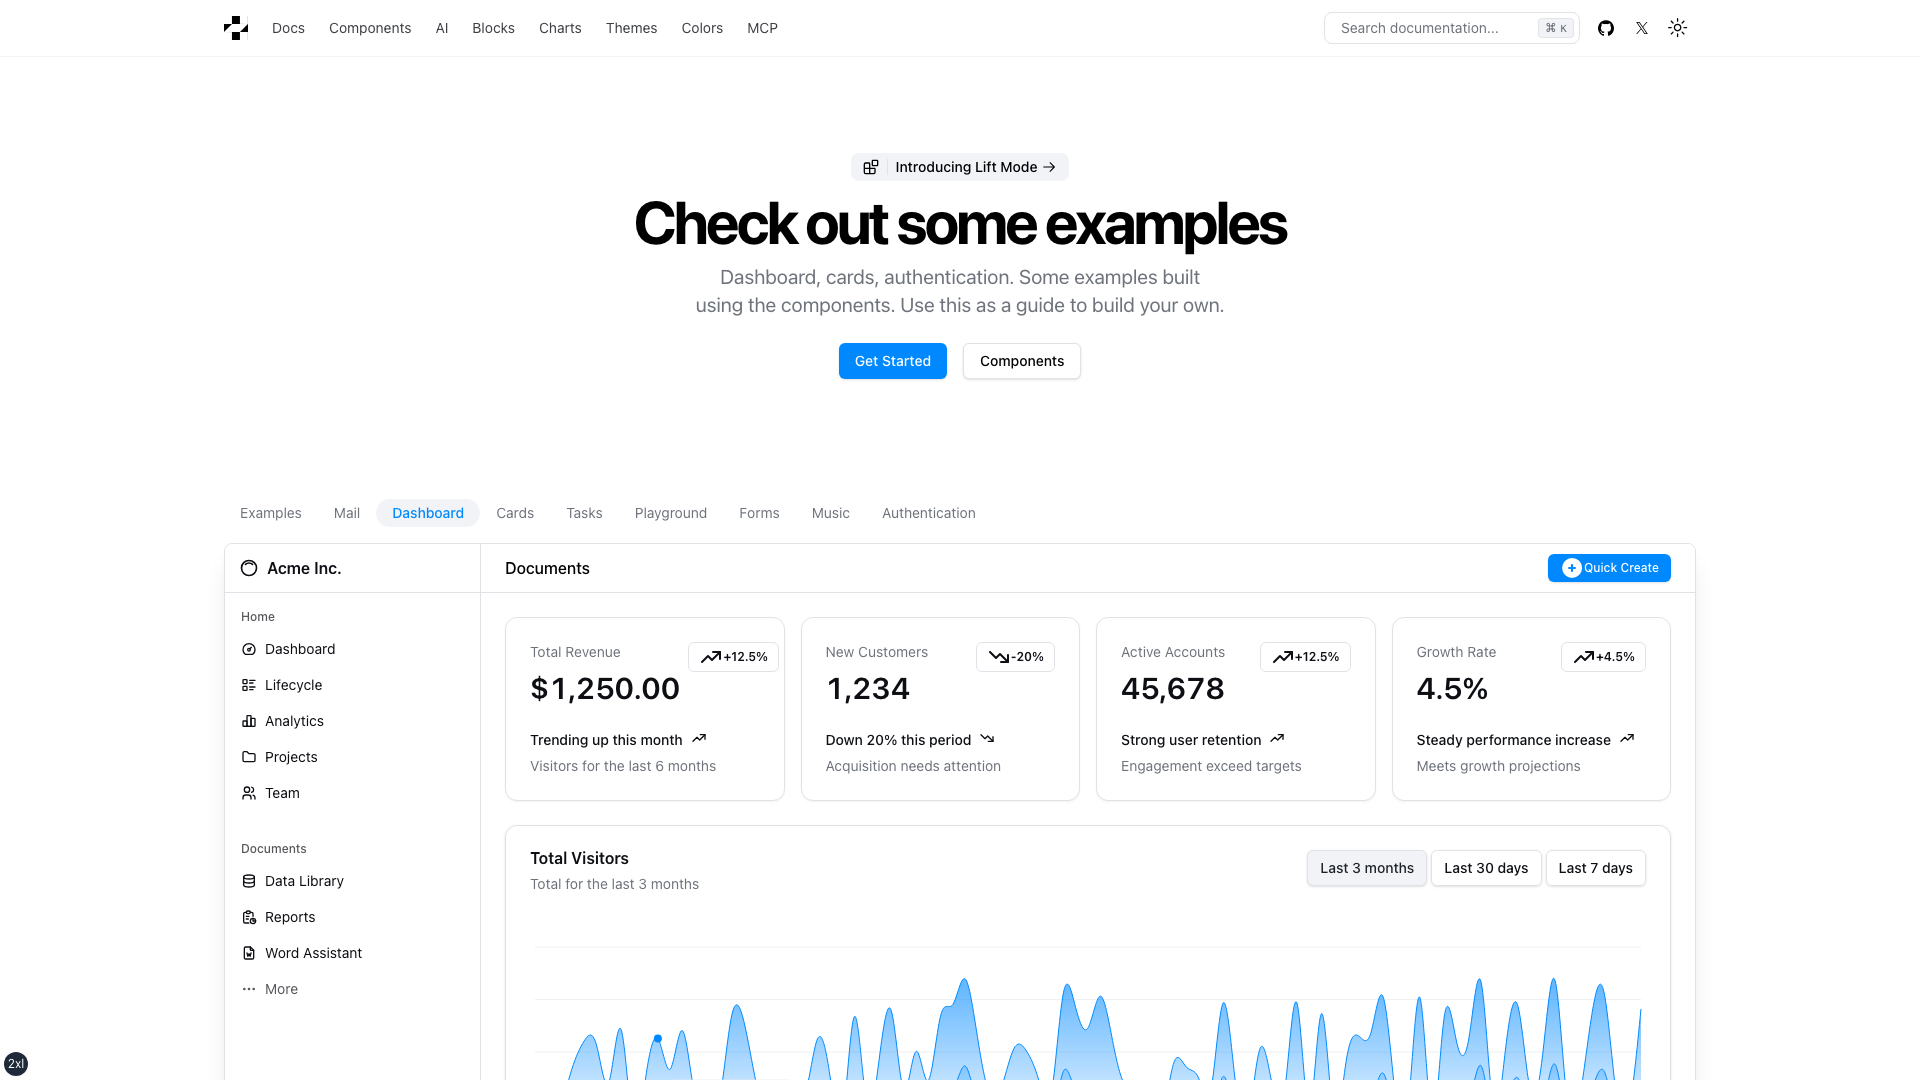 Docs Components AI Blocks Charts Themes Colors MCP Search documentation... ⌘ K
Introducing Lift Mode →
Check out some examples
Dashboard, cards, authentication. Some examples built
using the components. Use this as a guide to build your own.
Get Started Components
Examples Mail Dashboard Cards Tasks Playground Forms Music Authentication
Acme Inc.
Home
Dashboard
Lifecycle
Analytics
Projects
Team
Documents
Data Library
Reports
Word Assistant
More
Documents Quick Create
Total Revenue +12.5%
$1,250.00
Trending up this month
Visitors for the last 6 months
New Customers -20%
1,234
Down 20% this period
Acquisition needs attention
Active Accounts +12.5%
45,678
Strong user retention
Engagement exceed targets
Growth Rate +4.5%
4.5%
Steady performance increase
Meets growth projections
Total Visitors
Total for the last 3 months
Last 3 months Last 30 days Last 7 days
2xl